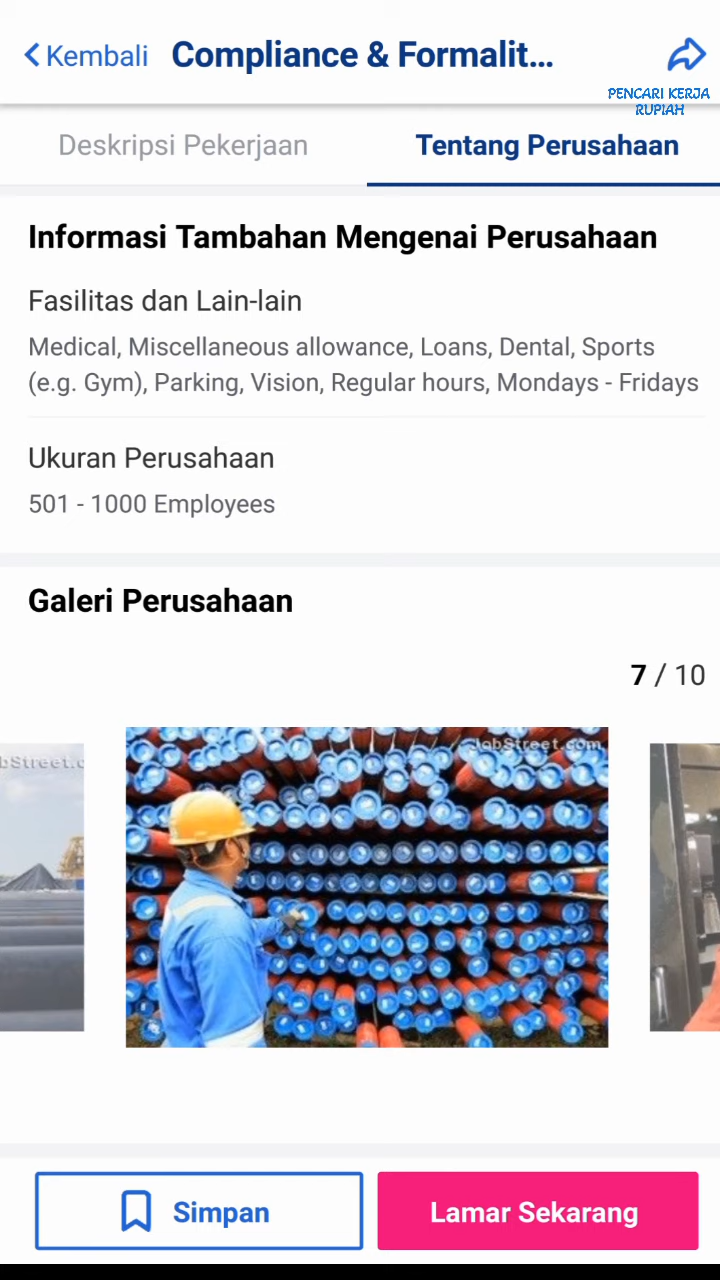 Kembali Compliance & Formalit...
PENCARI KERJA
RUPIAH
Deskripsi Pekerjaan Tentang Perusahaan
Informasi Tambahan Mengenai Perusahaan
Fasilitas dan Lain-lain
Medical, Miscellaneous allowance, Loans, Dental, Sports
(e.g. Gym), Parking, Vision, Regular hours, Mondays - Fridays
Ukuran Perusahaan
501 - 1000 Employees
Galeri Perusahaan
7 / 10
JobStreet.com
bStreet.c
Simpan Lamar Sekarang